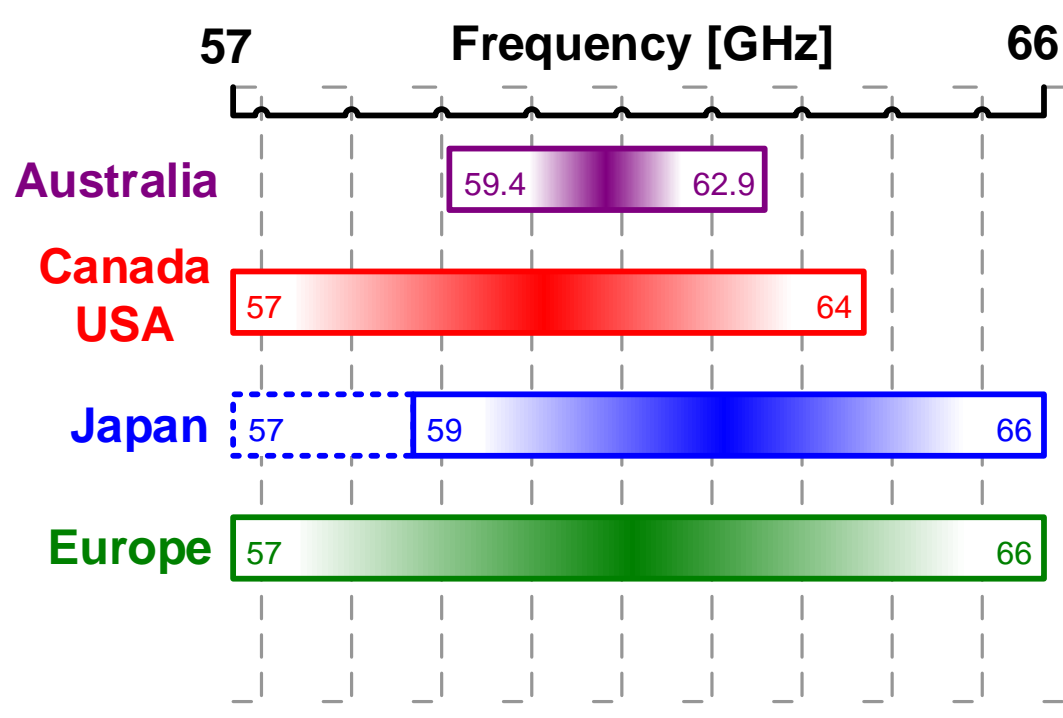 57 Frequency [GHz] 66
Australia 59.4 62.9
Canada
USA
57 64
Japan 57 59 66
Europe 57 66